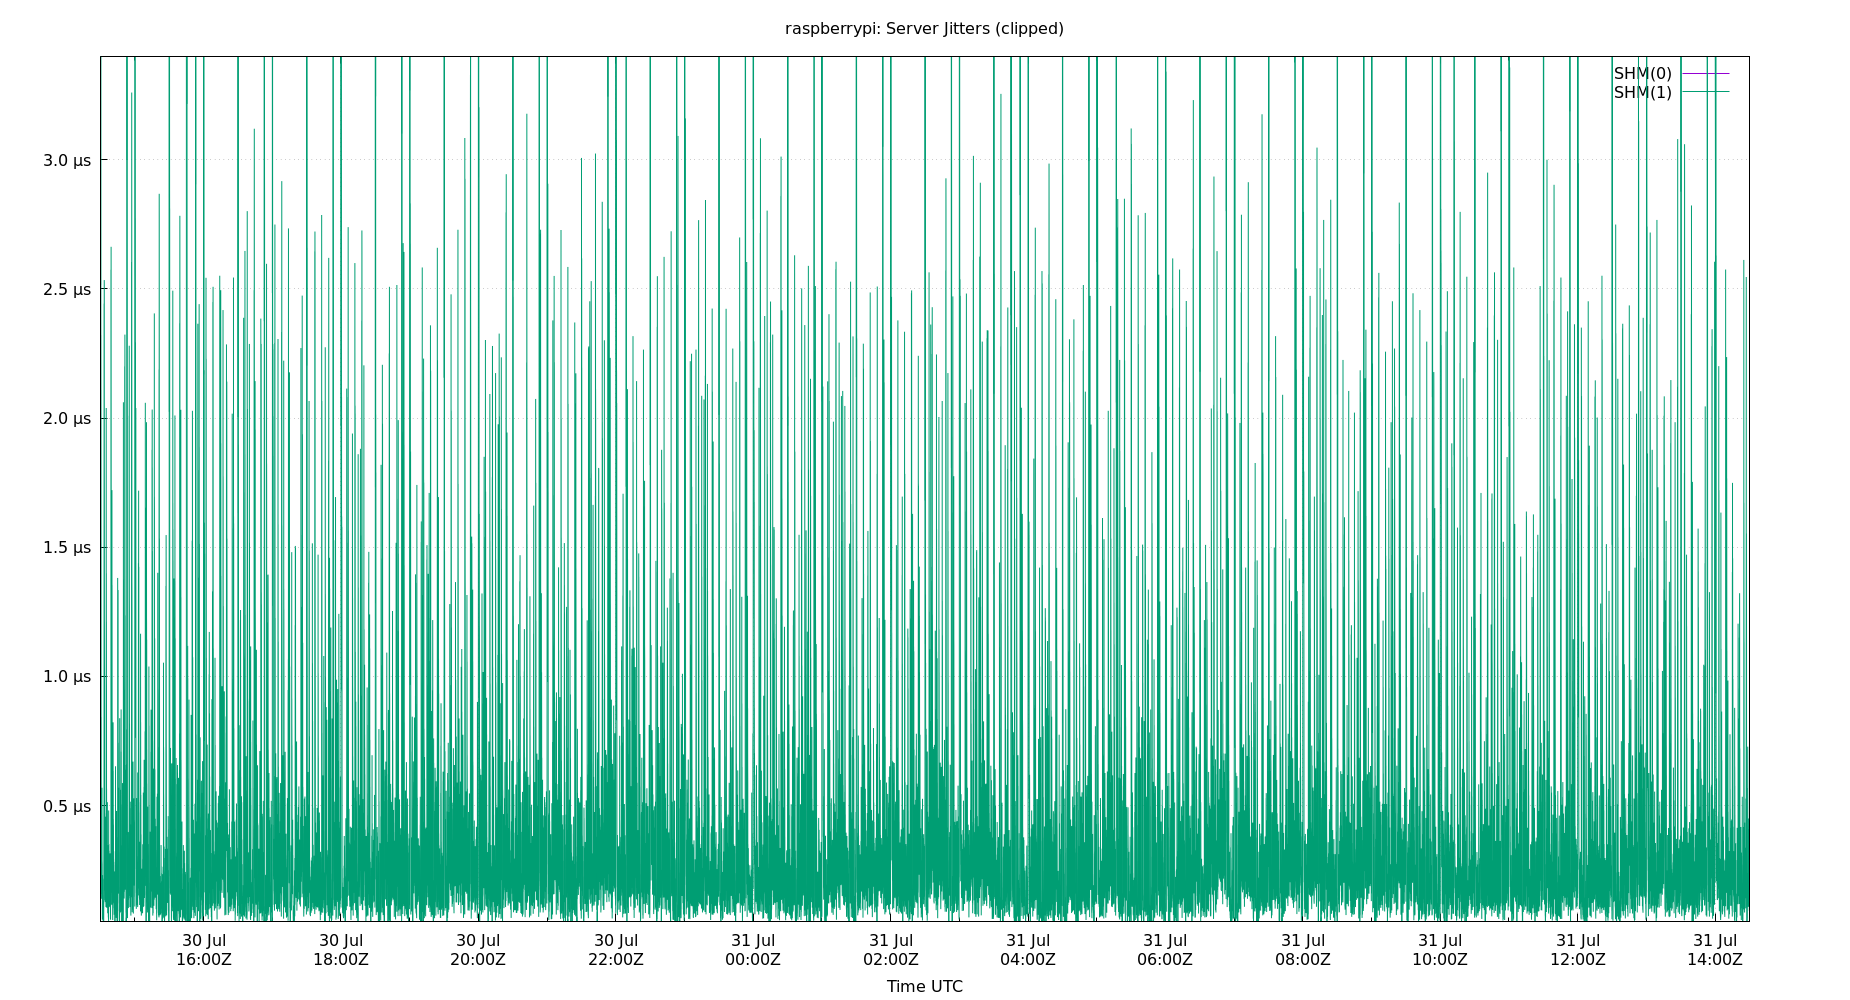 raspberrypi: Server Jitters (clipped)
SHM(0)
SHM(1)
3.0 µs
2.5 µs
2.0 µs
1.5 µs
1.0 µs
0.5 µs
30 Jul 30 Jul 30 Jul 30 Jul 31 Jul 31 Jul 31 Jul 31 Jul 31 Jul 31 Jul 31 Jul 31 Jul
16:00Z 18:00Z 20:00Z 22:00Z 00:00Z 02:00Z 04:00Z 06:00Z 08:00Z 10:00Z 12:00Z 14:00Z
Time UTC